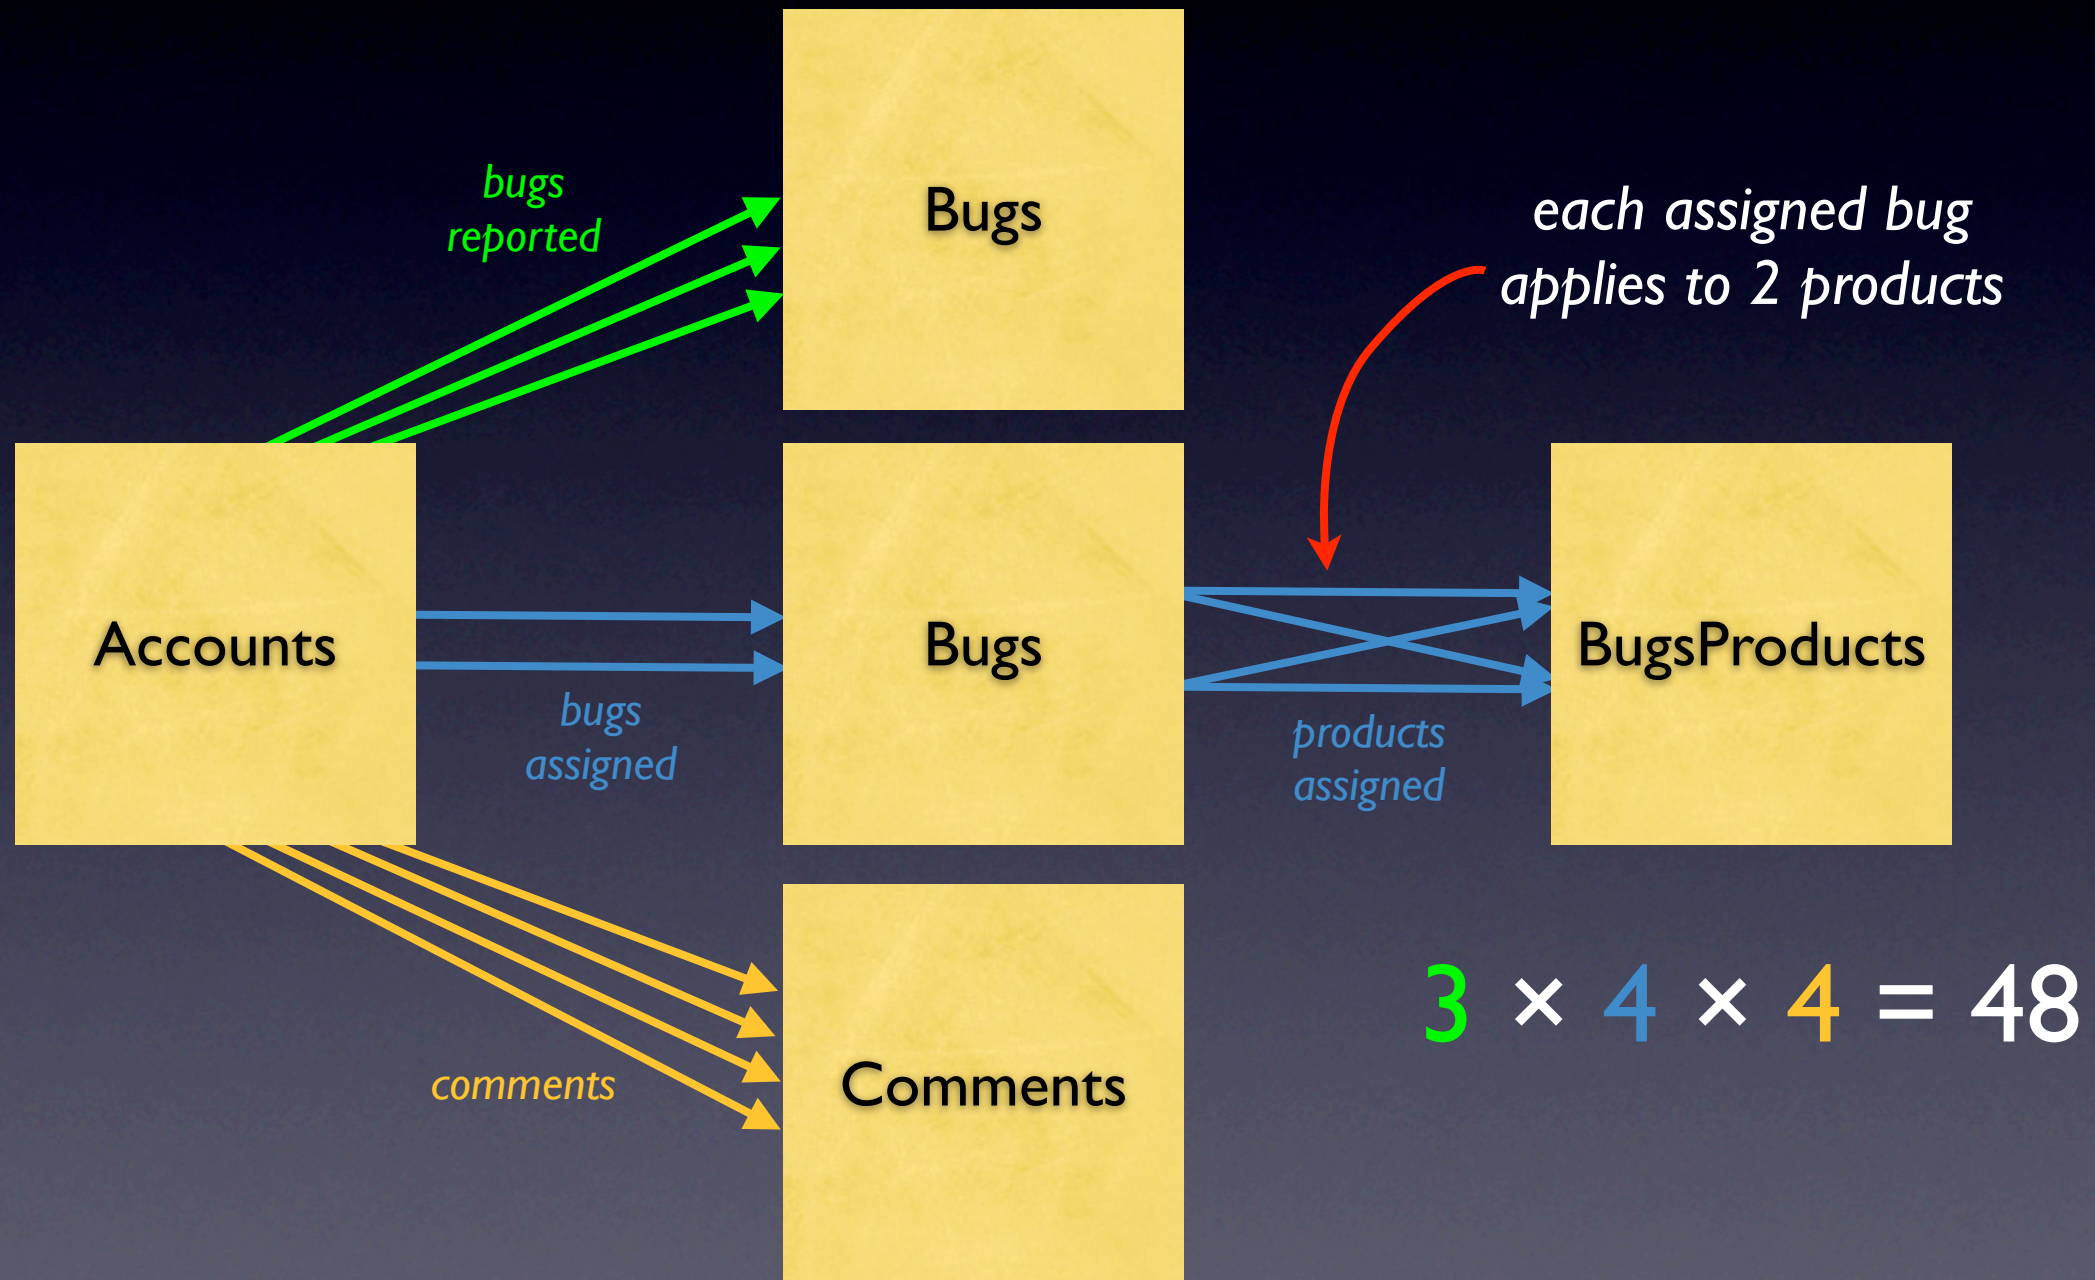 bugs
reported
Bugs
each assigned bug
applies to 2 products
Accounts
bugs
assigned
Bugs
products
assigned
BugsProducts
comments
Comments
3 × 4 × 4 = 48